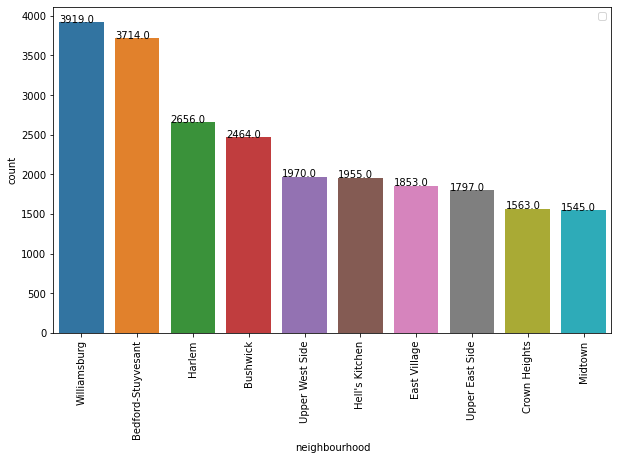 4000
3500
3000
2500
2000
1500
1000
500
0
count
3919.0
3714.0
2656.0
2464.0
1970.0
1955.0
1853.0
1797.0
1563.0
1545.0
Williamsburg
Bedford-Stuyvesant
Harlem
Bushwick
Upper West Side
Hell's Kitchen
East Village
Upper East Side
Crown Heights
Midtown
neighbourhood